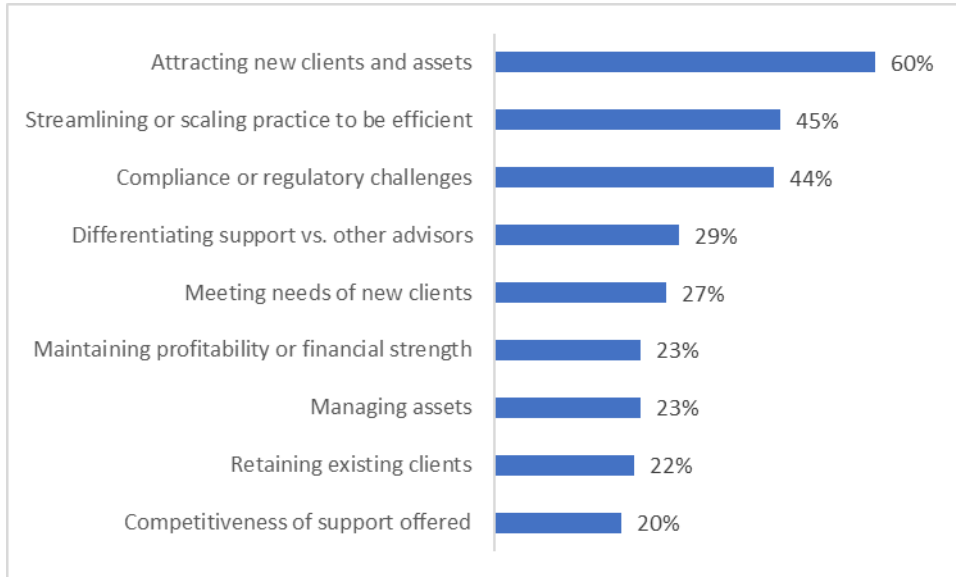 Attracting new clients and assets 60%
Streamlining or scaling practice to be efficient 45%
Compliance or regulatory challenges 44%
Differentiating support vs. other advisors 29%
Meeting needs of new clients 27%
Maintaining profitability or financial strength 23%
Managing assets 23%
Retaining existing clients 22%
Competitiveness of support offered 20%